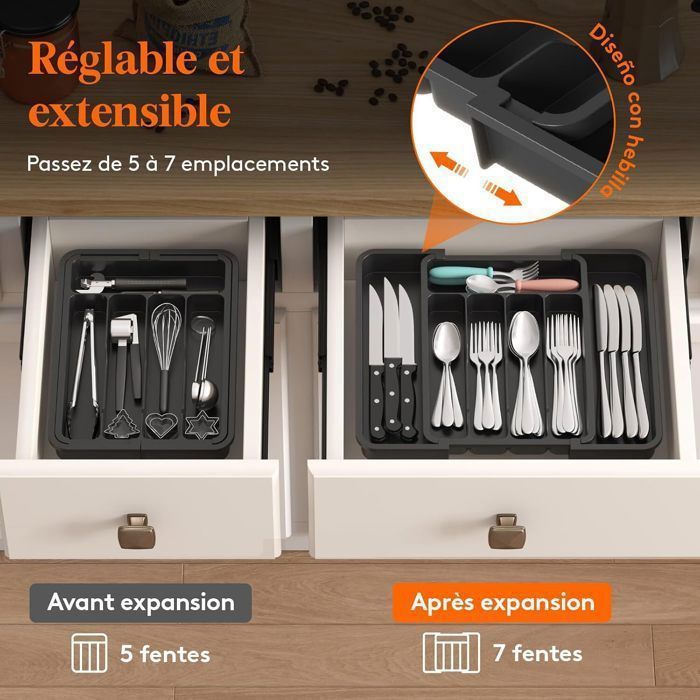 Réglable et
extensible
Passez de 5 à 7 emplacements
Diseño con hebilla
Avant expansion
5 fentes
Après expansion
7 fentes